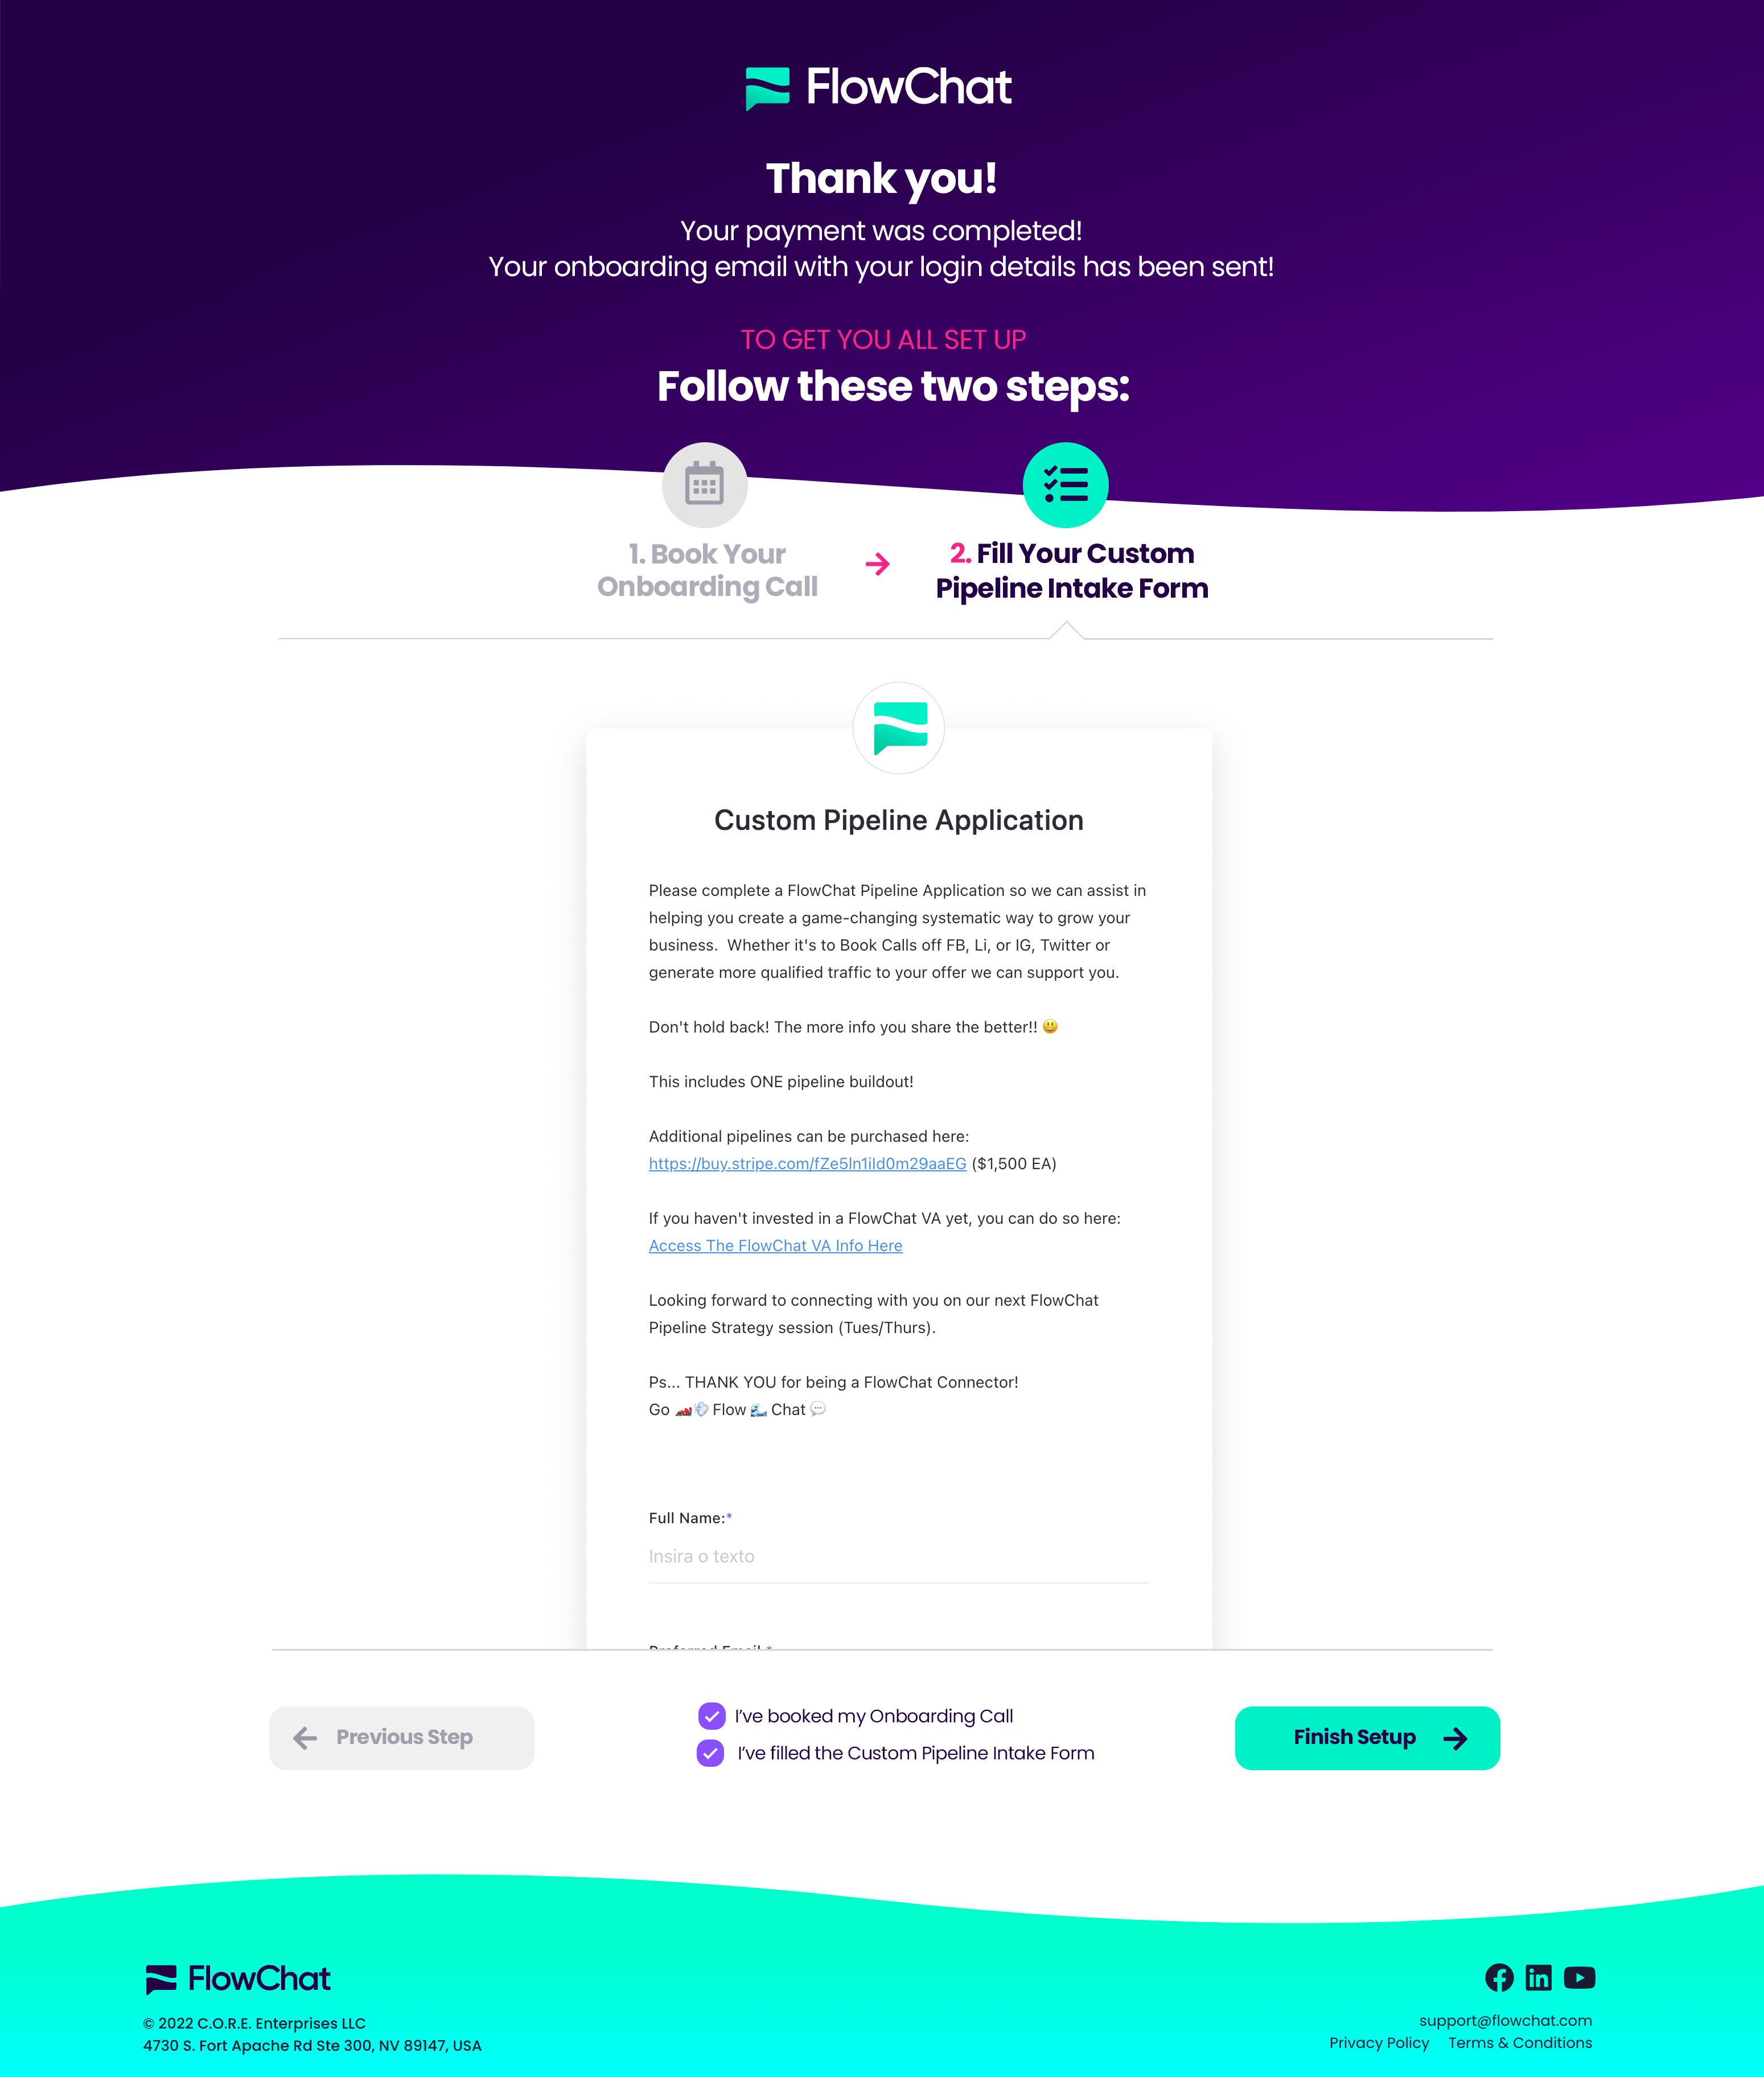 FlowChat
Thank you!
Your payment was completed!
Your onboarding email with your login details has been sent!
TO GET YOU ALL SET UP
Follow these two steps:
1. Book Your
Onboarding Call
2. Fill Your Custom
Pipeline Intake Form
Custom Pipeline Application
Please complete a FlowChat Pipeline Application so we can assist in
helping you create a game-changing systematic way to grow your
business.  Whether it's to Book Calls off FB, Li, or IG, Twitter or
generate more qualified traffic to your offer we can support you.
Don't hold back! The more info you share the better!! 😃
This includes ONE pipeline buildout!
Additional pipelines can be purchased here:
https://buy.stripe.com/fZe5ln1iId0m29aaEG ($1,500 EA)
If you haven't invested in a FlowChat VA yet, you can do so here:
Access The FlowChat VA Info Here
Looking forward to connecting with you on our next FlowChat
Pipeline Strategy session (Tues/Thurs).
Ps... THANK YOU for being a FlowChat Connector!
Go 🏎️💨 Flow 🌊 Chat 💬
Full Name:*
Insira o texto
Preferred Email *
Previous Step
I've booked my Onboarding Call
I've filled the Custom Pipeline Intake Form
Finish Setup
FlowChat
© 2022 C.O.R.E. Enterprises LLC
4730 S. Fort Apache Rd Ste 300, NV 89147, USA
support@flowchat.com
Privacy Policy Terms & Conditions